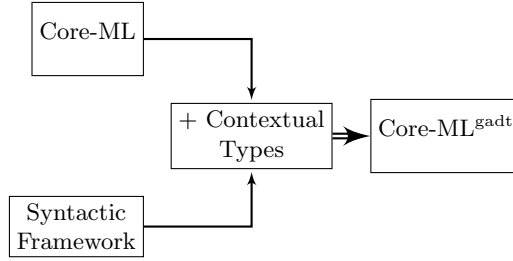 Core-ML
+ Contextual
Types
Core-ML^gadt
Syntactic
Framework